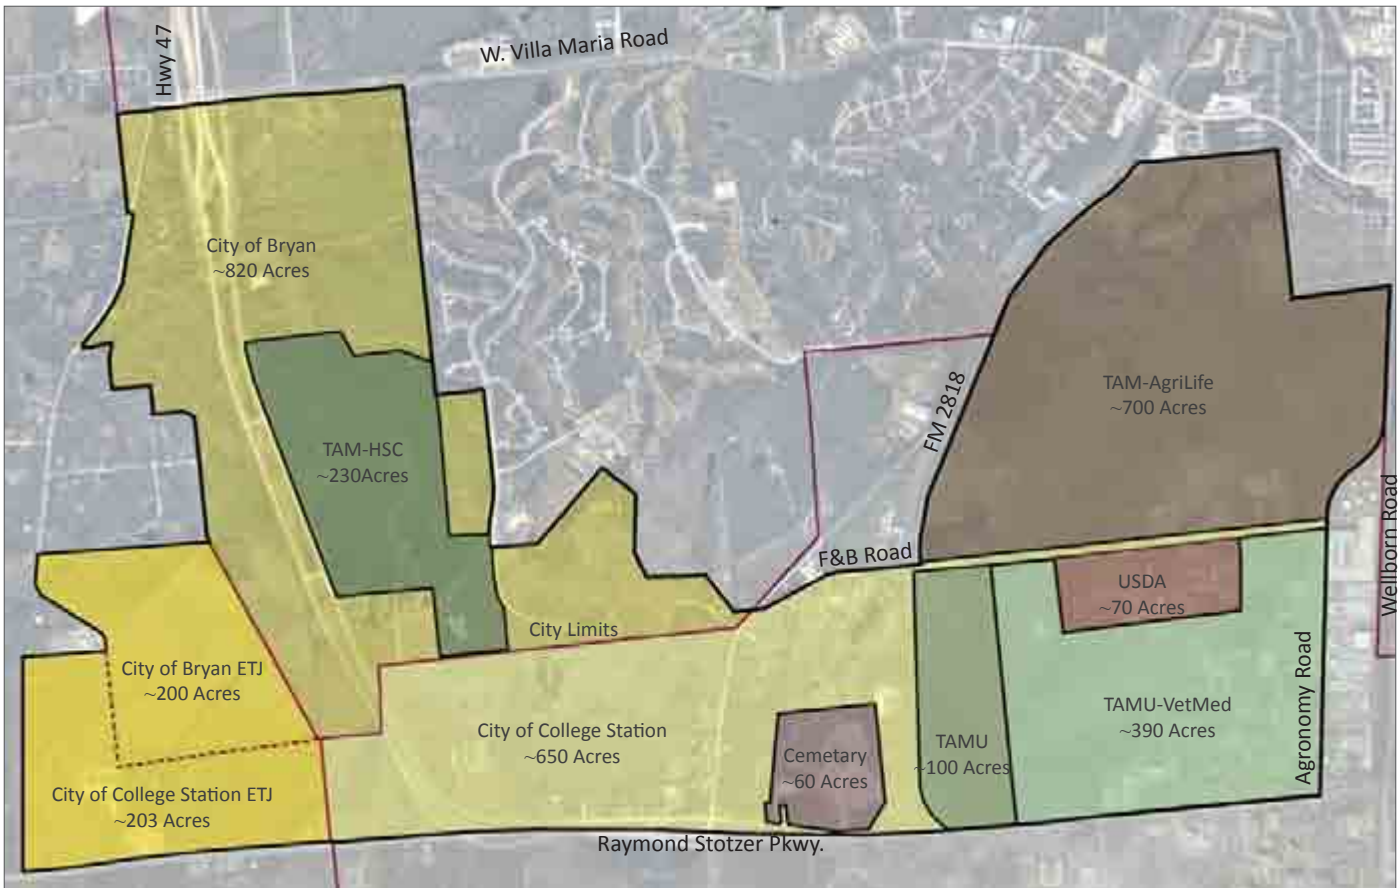 Hwy 47
W. Villa Maria Road
City of Bryan
~820 Acres
TAM-AgriLife
~700 Acres
FM 2818
TAM-HSC
~230Acres
Wellborn Road
F&B Road
USDA
~70 Acres
City Limits
City of Bryan ETJ
~200 Acres
City of College Station
~650 Acres
TAMU-VetMed
~390 Acres
Agronomy Road
Cemetary
~60 Acres
TAMU
~100 Acres
City of College Station ETJ
~203 Acres
Raymond Stotzer Pkwy.